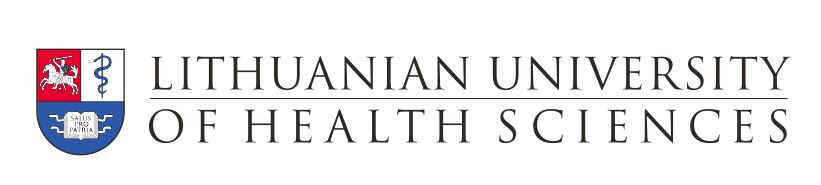 SALUS
PRO
PATRIA
LITHUANIAN UNIVERSITY
OF HEALTH SCIENCES